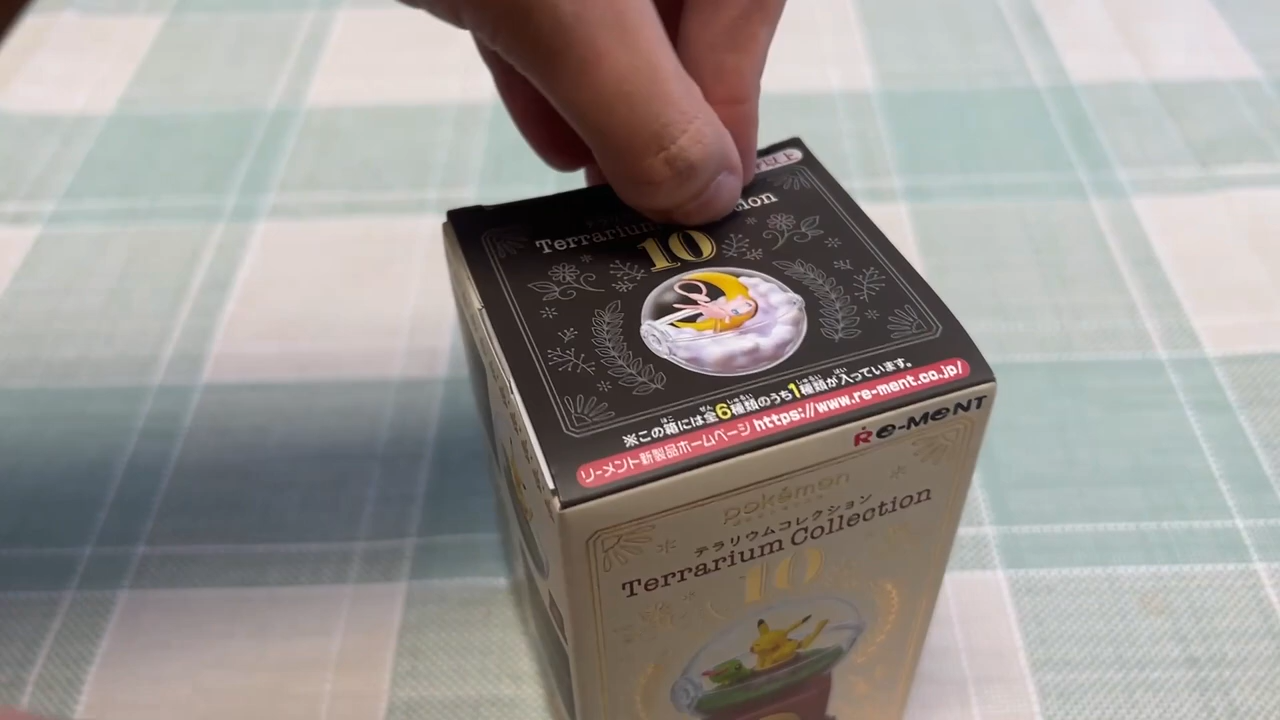 以上
Terrarium
tion
10
※この箱には全6種類のうち1種類が入っています。
リーメント新製品ホームページ https://www.re-ment.co.jp/
Re-MeNT
pokémon
テラリウムコレクション
Terrarium Collection
10